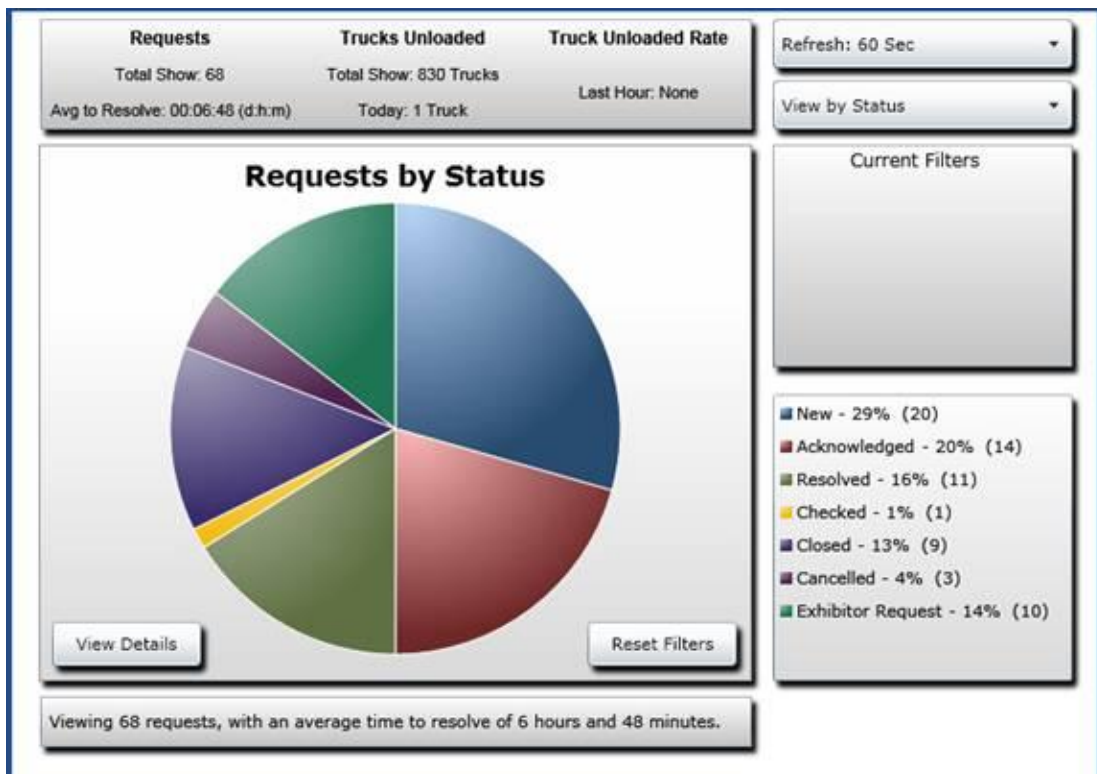 Requests
Trucks Unloaded
Truck Unloaded Rate
Total Show: 68
Total Show: 830 Trucks
Last Hour: None
Avg to Resolve: 00:06:48 (d:h:m)
Today: 1 Truck
Refresh: 60 Sec
View by Status
Requests by Status
Current Filters
New - 29% (20)
Acknowledged - 20% (14)
Resolved - 16% (11)
Checked - 1% (1)
Closed - 13% (9)
Cancelled - 4% (3)
Exhibitor Request - 14% (10)
View Details
Reset Filters
Viewing 68 requests, with an average time to resolve of 6 hours and 48 minutes.